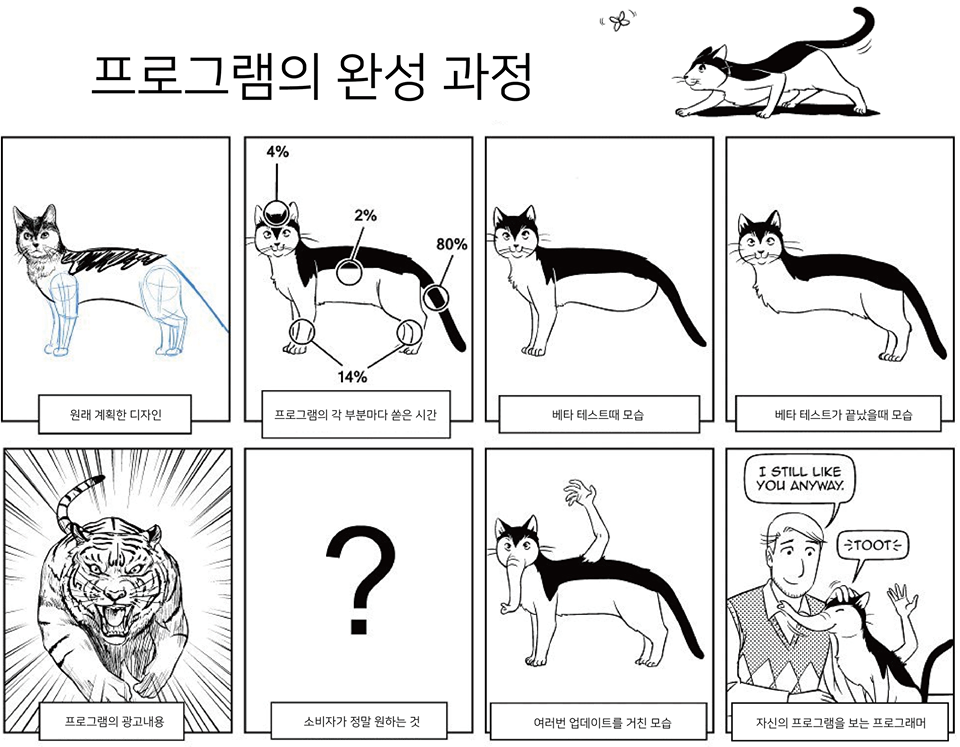 프로그램의 완성 과정
4%
2%
80%
14%
원래 계획한 디자인
프로그램의 각 부분마다 쏟은 시간
베타 테스트때 모습
베타 테스트가 끝났을때 모습
I STILL LIKE
YOU ANYWAY.
TOOT
?
프로그램의 광고내용
소비자가 정말 원하는 것
여러번 업데이트를 거친 모습
자신의 프로그램을 보는 프로그래머